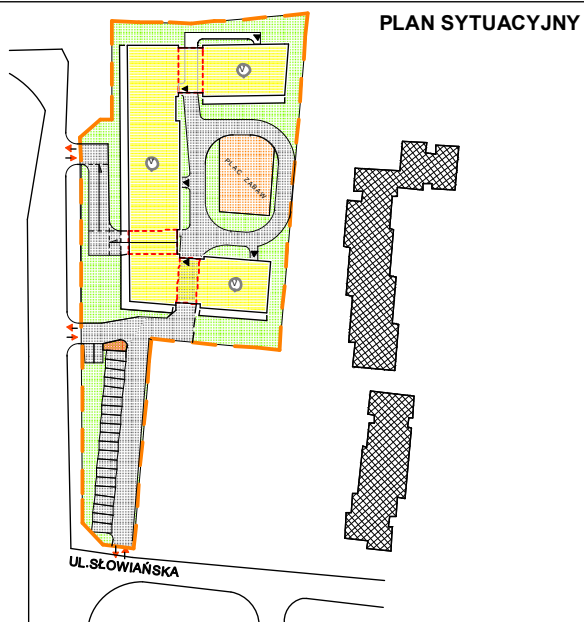 PLAN SYTUACYJNY
V
PLAC ZABAW
V
V
UL.SŁOWIAŃSKA